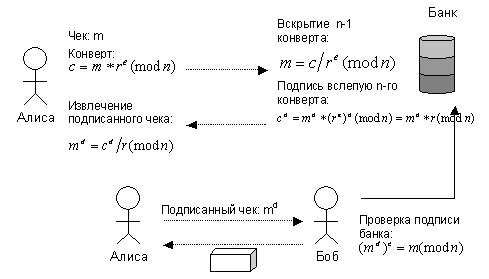 Банк
Чек: m
Конверт:
c = m * r^e (mod n)
Вскрытие n-1
конверта:
m = c/r^e (mod n)
Подпись вслепую n-го
конверта:
c^d = m^d * (r^e)^d (mod n) = m^d * r(mod n)
Алиса
Извлечение
подписанного чека:
m^d = c^d/r(mod n)
Подписанный чек: m^d
Алиса
Боб
Проверка подписи
банка:
(m^d)^e = m(mod n)